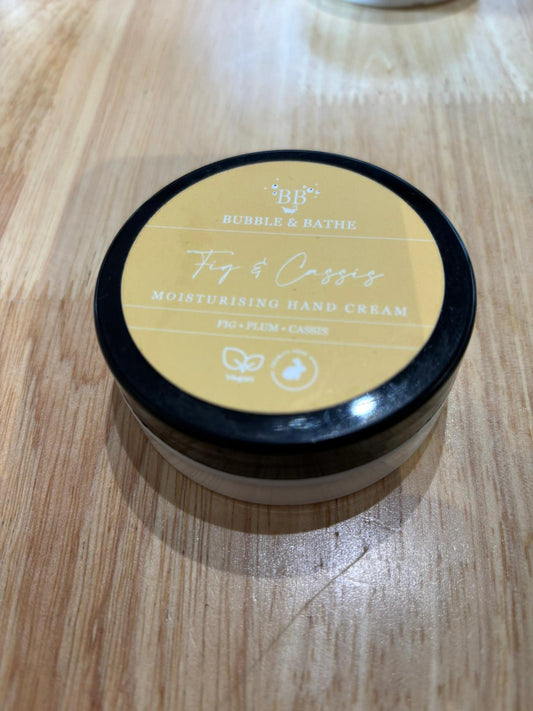 BB
BUBBLE & BATHE
Fig & Cassis
MOISTURISING HAND CREAM
FIG • PLUM • CASSIS
Vegan